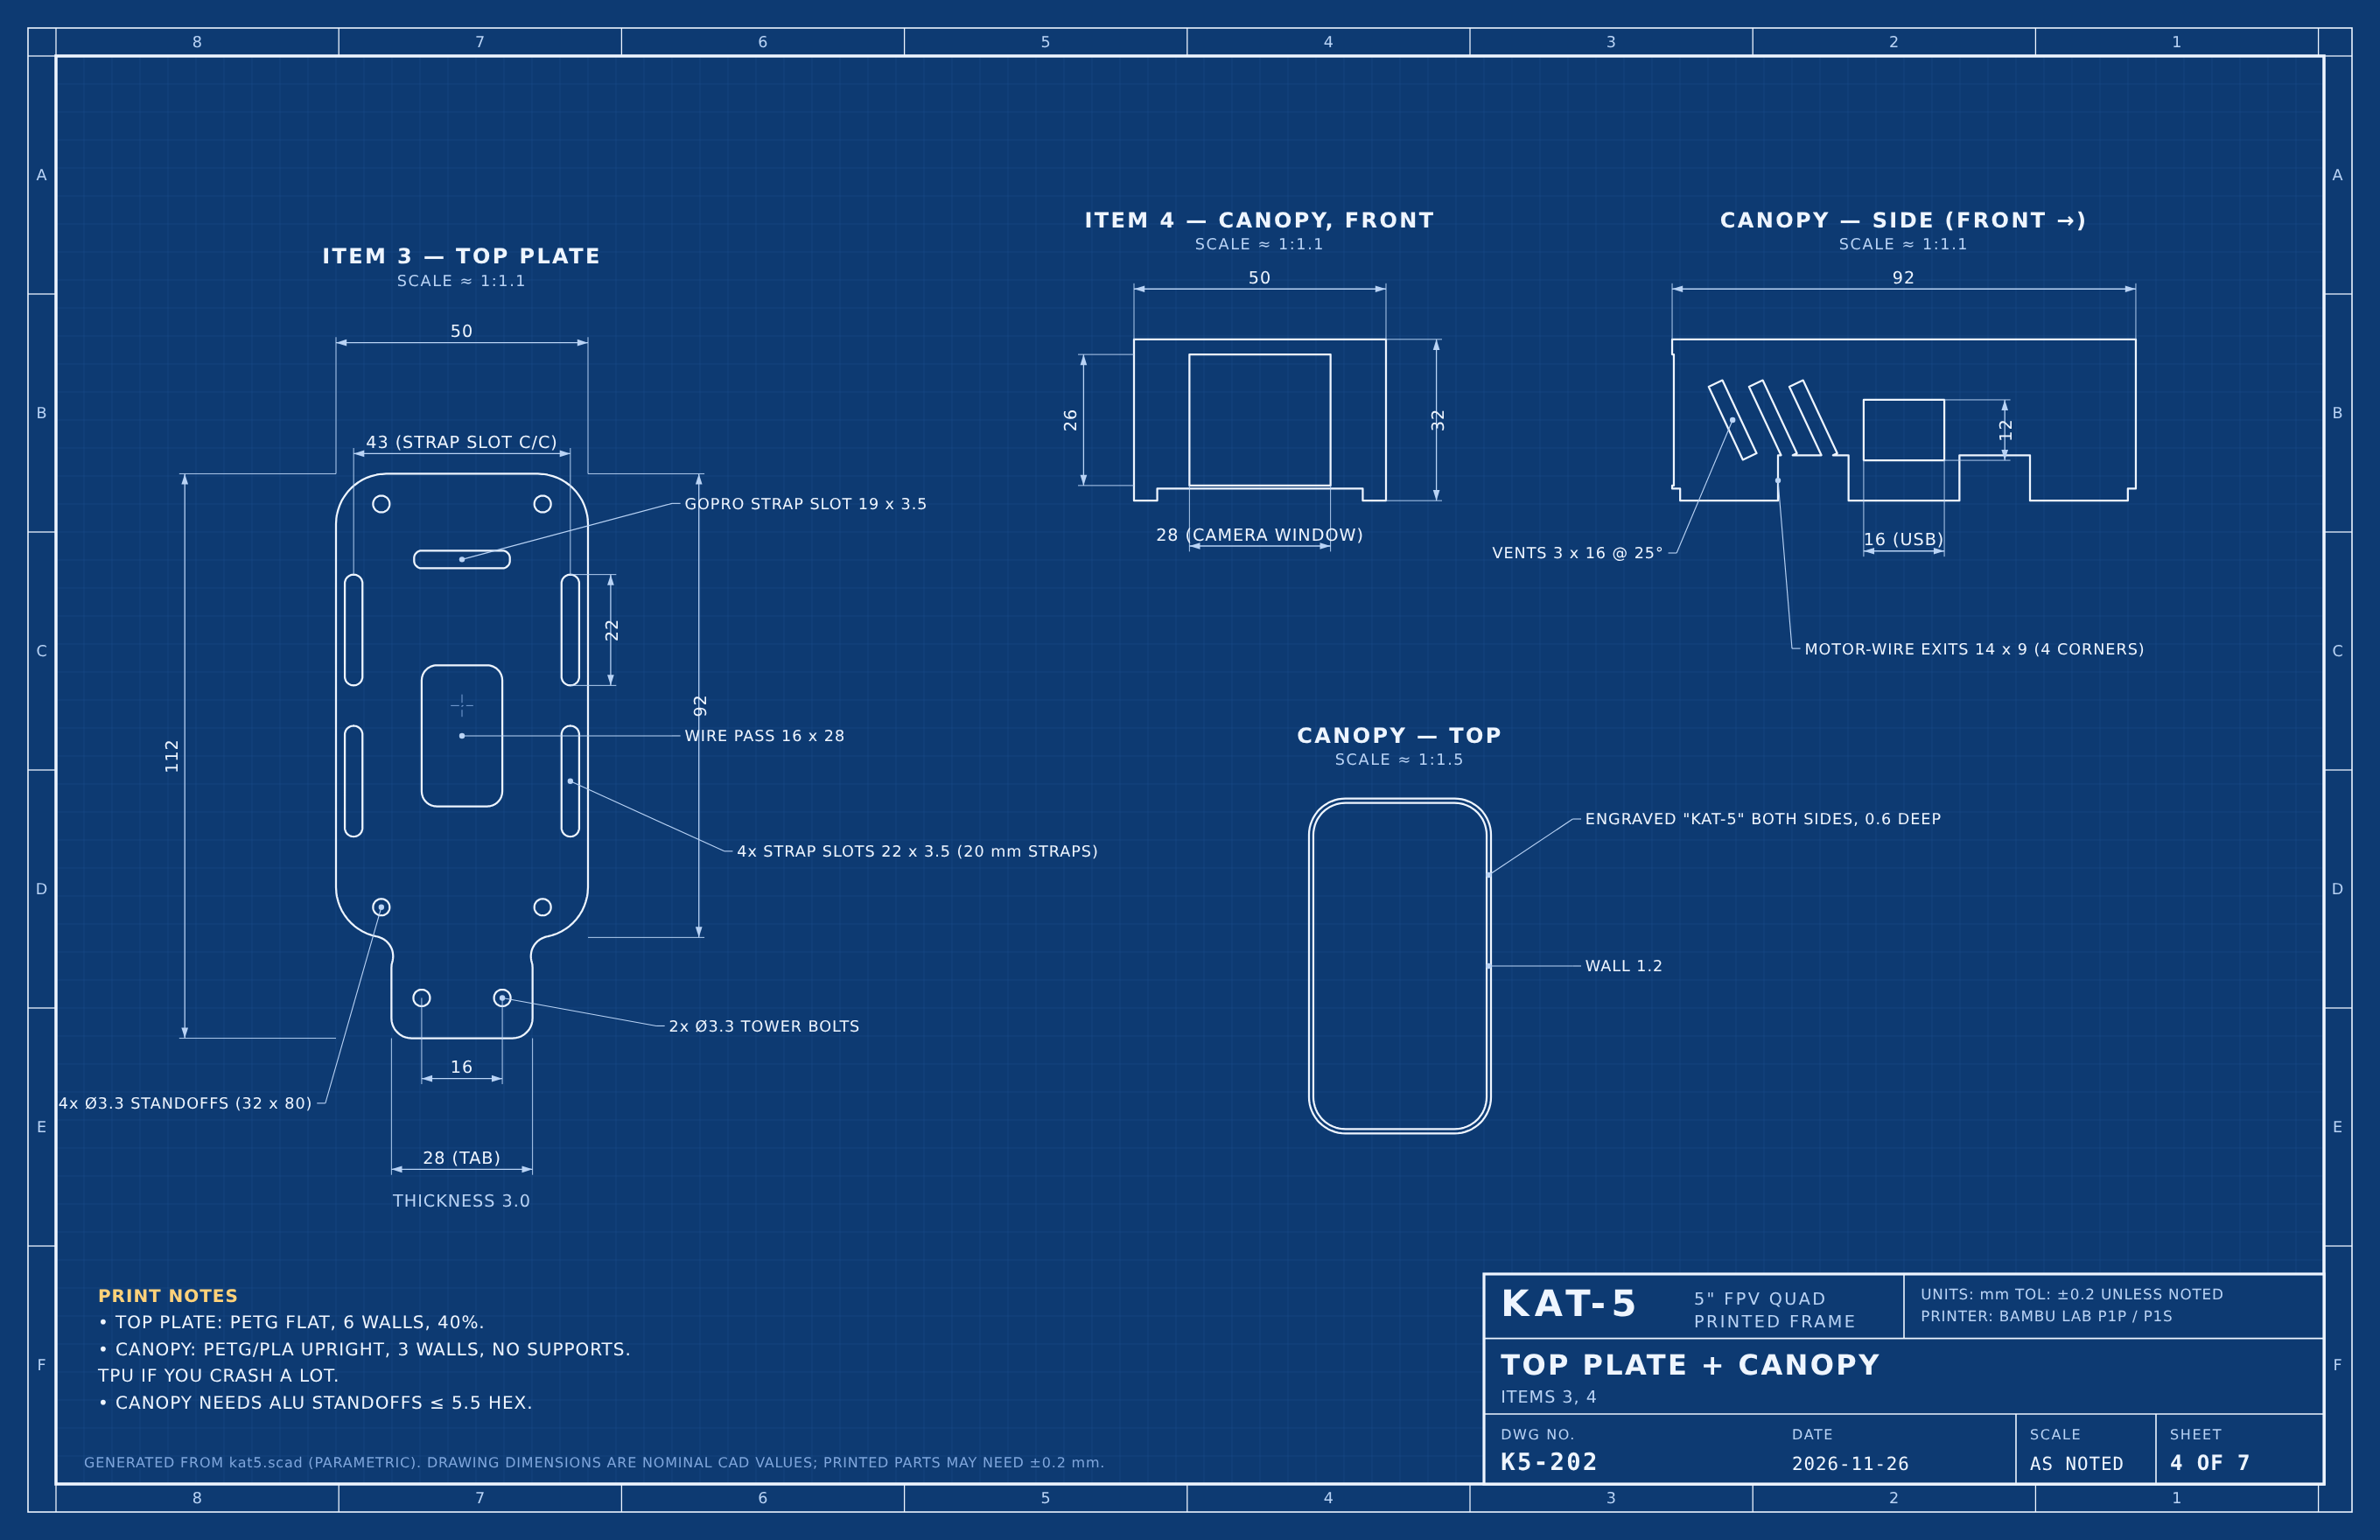 8 7 6 5 4 3 2 1
A A
B B
C C
D D
E E
F F
ITEM 3 — TOP PLATE
SCALE ≈ 1:1.1
50
43 (STRAP SLOT C/C)
GOPRO STRAP SLOT 19 x 3.5
22
92
112
WIRE PASS 16 x 28
4x STRAP SLOTS 22 x 3.5 (20 mm STRAPS)
2x Ø3.3 TOWER BOLTS
16
4x Ø3.3 STANDOFFS (32 x 80)
28 (TAB)
THICKNESS 3.0
ITEM 4 — CANOPY, FRONT
SCALE ≈ 1:1.1
50
26
32
28 (CAMERA WINDOW)
CANOPY — SIDE (FRONT →)
SCALE ≈ 1:1.1
92
12
16 (USB)
VENTS 3 x 16 @ 25°
MOTOR-WIRE EXITS 14 x 9 (4 CORNERS)
CANOPY — TOP
SCALE ≈ 1:1.5
ENGRAVED "KAT-5" BOTH SIDES, 0.6 DEEP
WALL 1.2
PRINT NOTES
• TOP PLATE: PETG FLAT, 6 WALLS, 40%.
• CANOPY: PETG/PLA UPRIGHT, 3 WALLS, NO SUPPORTS.
TPU IF YOU CRASH A LOT.
• CANOPY NEEDS ALU STANDOFFS ≤ 5.5 HEX.
GENERATED FROM kat5.scad (PARAMETRIC). DRAWING DIMENSIONS ARE NOMINAL CAD VALUES; PRINTED PARTS MAY NEED ±0.2 mm.
KAT-5
5" FPV QUAD
PRINTED FRAME
UNITS: mm TOL: ±0.2 UNLESS NOTED
PRINTER: BAMBU LAB P1P / P1S
TOP PLATE + CANOPY
ITEMS 3, 4
DWG NO.
K5-202
DATE
2026-11-26
SCALE
AS NOTED
SHEET
4 OF 7
8 7 6 5 4 3 2 1